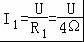 I₁ = U/R₁ = U/4Ω